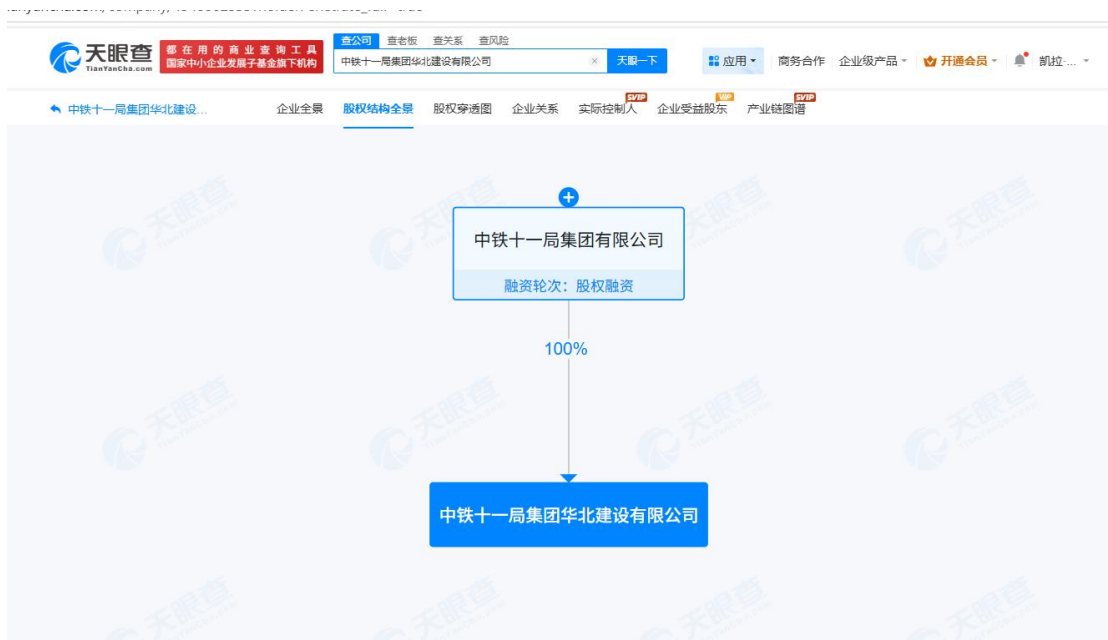 天眼查
TianYanCha.com
都在用的商业查询工具
国家中小企业发展子基金旗下机构
查公司 查老板 查关系 查风险
中铁十一局集团华北建设有限公司 × 天眼一下
应用 商务合作 企业级产品 开通会员 凯拉·...
中铁十一局集团华北建设... 企业全景 股权结构全景 股权穿透图 企业关系 实际控制人 SVIP 企业受益股东 VIP 产业链图谱 SVIP
中铁十一局集团有限公司
融资轮次：股权融资
100%
中铁十一局集团华北建设有限公司